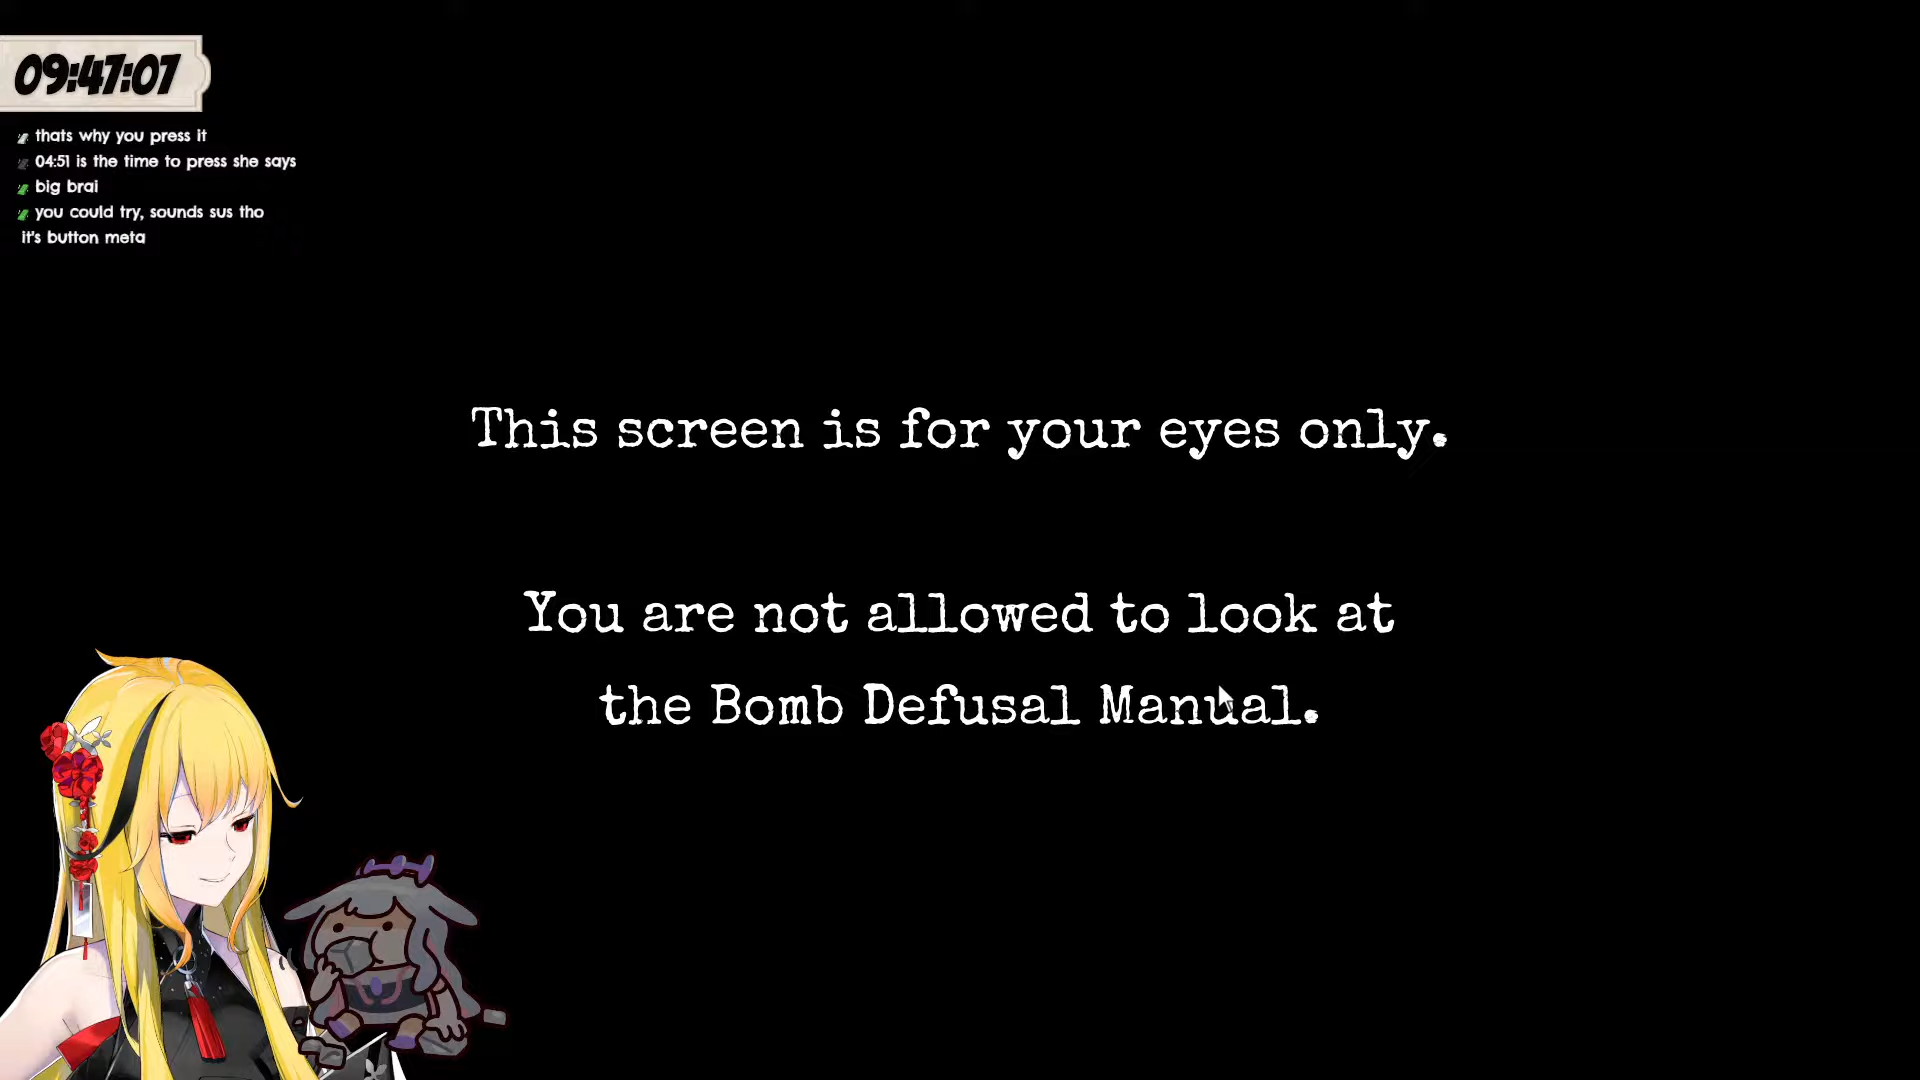 09:47:07
thats why you press it
04:51 is the time to press she says
big brai
you could try, sounds sus tho
it's button meta
This screen is for your eyes only.
You are not allowed to look at
the Bomb Defusal Manual.